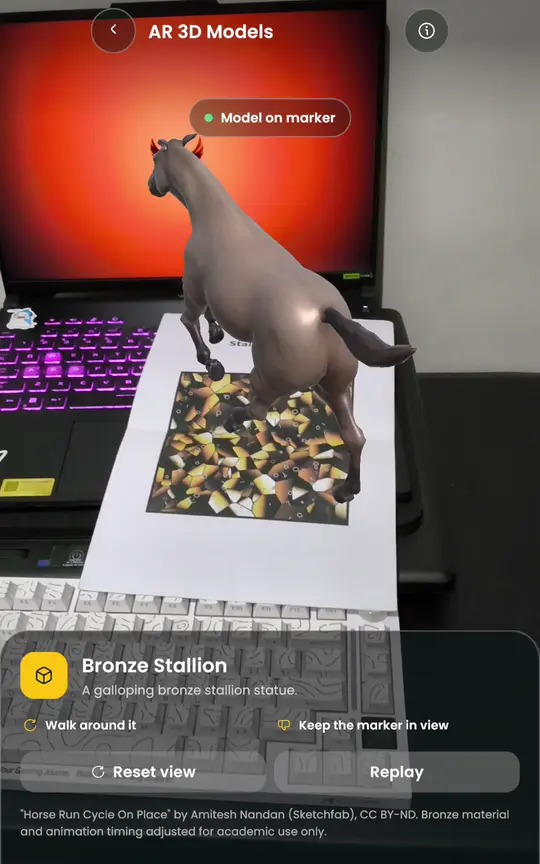 AR 3D Models
Model on marker
Bronze Stallion
A galloping bronze stallion statue.
Walk around it
Keep the marker in view
Reset view
Replay
"Horse Run Cycle On Place" by Amitesh Nandan (Sketchfab), CC BY-ND. Bronze material
and animation timing adjusted for academic use only.